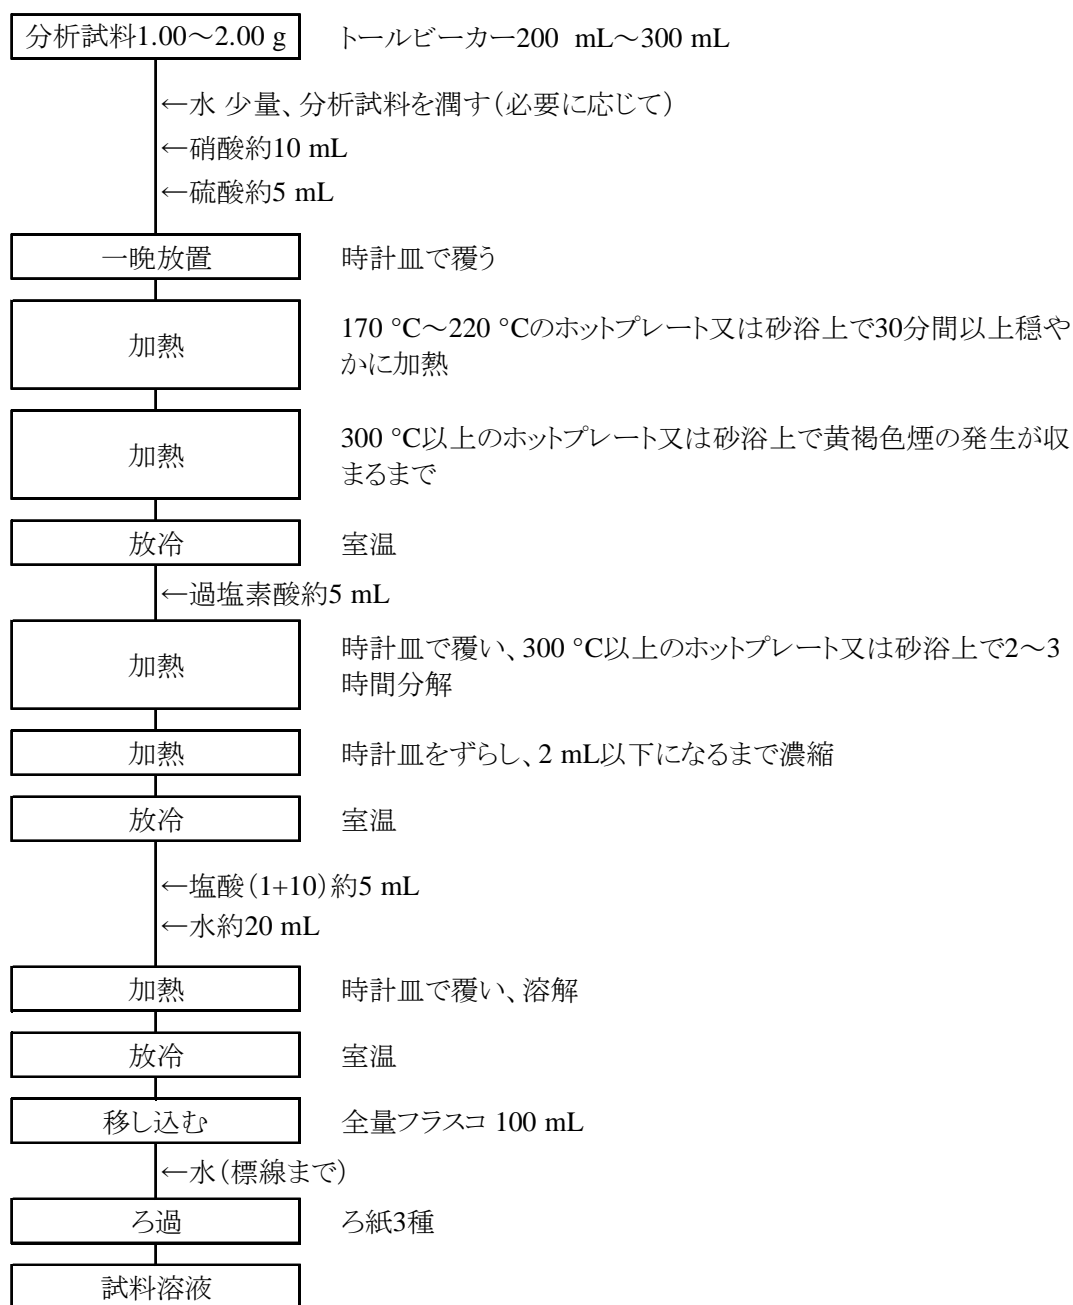 分析試料1.00～2.00 g トールビーカー200 mL～300 mL
←水 少量、分析試料を潤す(必要に応じて)
←硝酸約10 mL
←硫酸約5 mL
一晩放置 時計皿で覆う
加熱 170 °C～220 °Cのホットプレート又は砂浴上で30分間以上穏や
かに加熱
加熱 300 °C以上のホットプレート又は砂浴上で黄褐色煙の発生が収
まるまで
放冷 室温
←過塩素酸約5 mL
加熱 時計皿で覆い、300 °C以上のホットプレート又は砂浴上で2～3
時間分解
加熱 時計皿をずらし、2 mL以下になるまで濃縮
放冷 室温
←塩酸(1+10)約5 mL
←水約20 mL
加熱 時計皿で覆い、溶解
放冷 室温
移し込む 全量フラスコ 100 mL
←水(標線まで)
ろ過 ろ紙3種
試料溶液